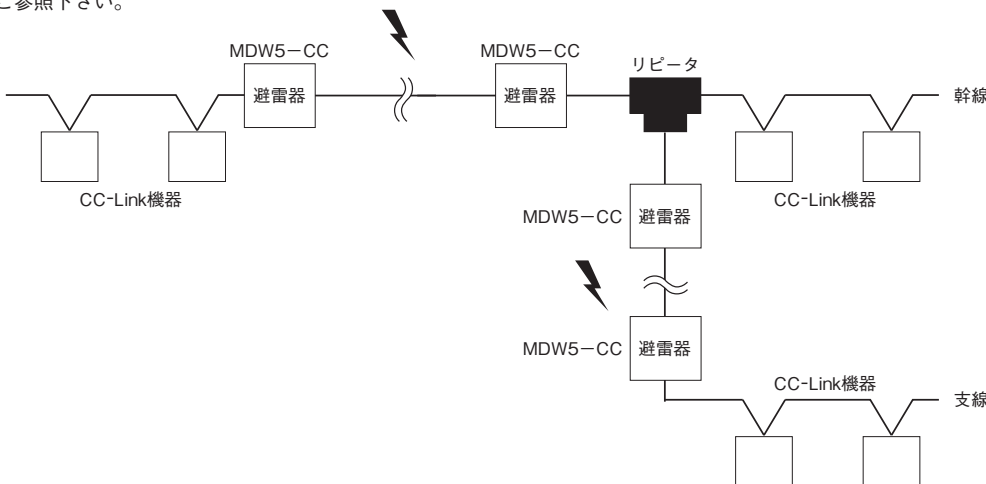 ご参照下さい。
MDW5－CC
MDW5－CC
リピータ
避雷器
避雷器
幹線
CC-Link機器
CC-Link機器
MDW5－CC
避雷器
MDW5－CC
避雷器
CC-Link機器
支線